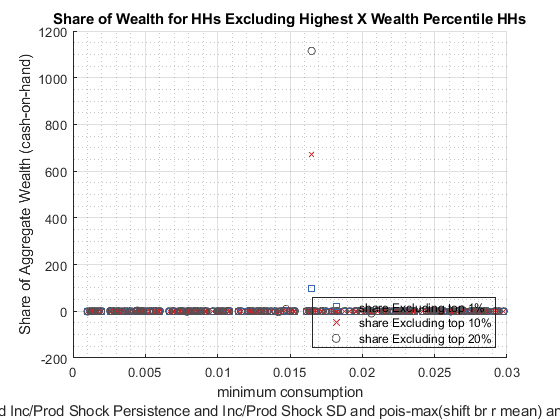 Share of Wealth for HHs Excluding Highest X Wealth Percentile HHs
1200
1000
800
600
400
200
0
-200
Share of Aggregate Wealth (cash-on-hand)
share Excluding top 1%
share Excluding top 10%
share Excluding top 20%
0
0.005
0.01
0.015
0.02
0.025
0.03
minimum consumption
d Inc/Prod Shock Persistence and Inc/Prod Shock SD and pois-max(shift br r mean) ar